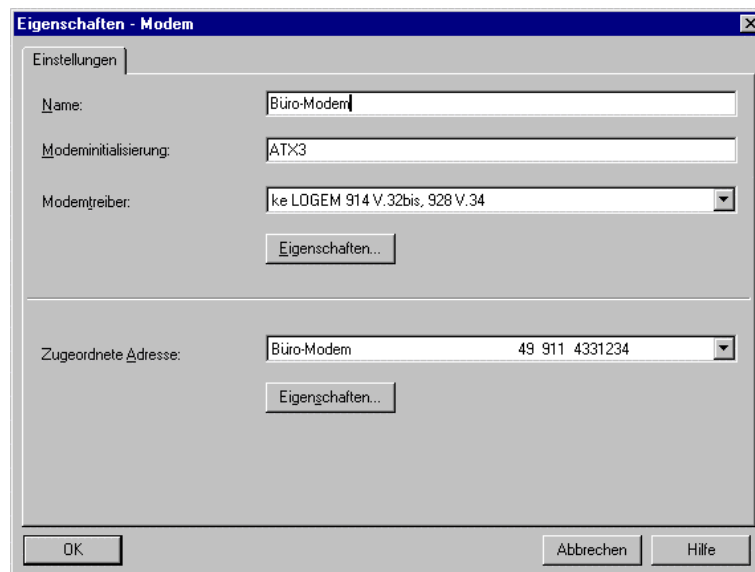 Eigenschaften - Modem
Einstellungen
Name: Büro-Modem
Modeminitialisierung: ATX3
Modemtreiber: ke LOGEM 914 V.32bis, 928 V.34
Eigenschaften...
Zugeordnete Adresse: Büro-Modem 49 911 4331234
Eigenschaften...
OK Abbrechen Hilfe